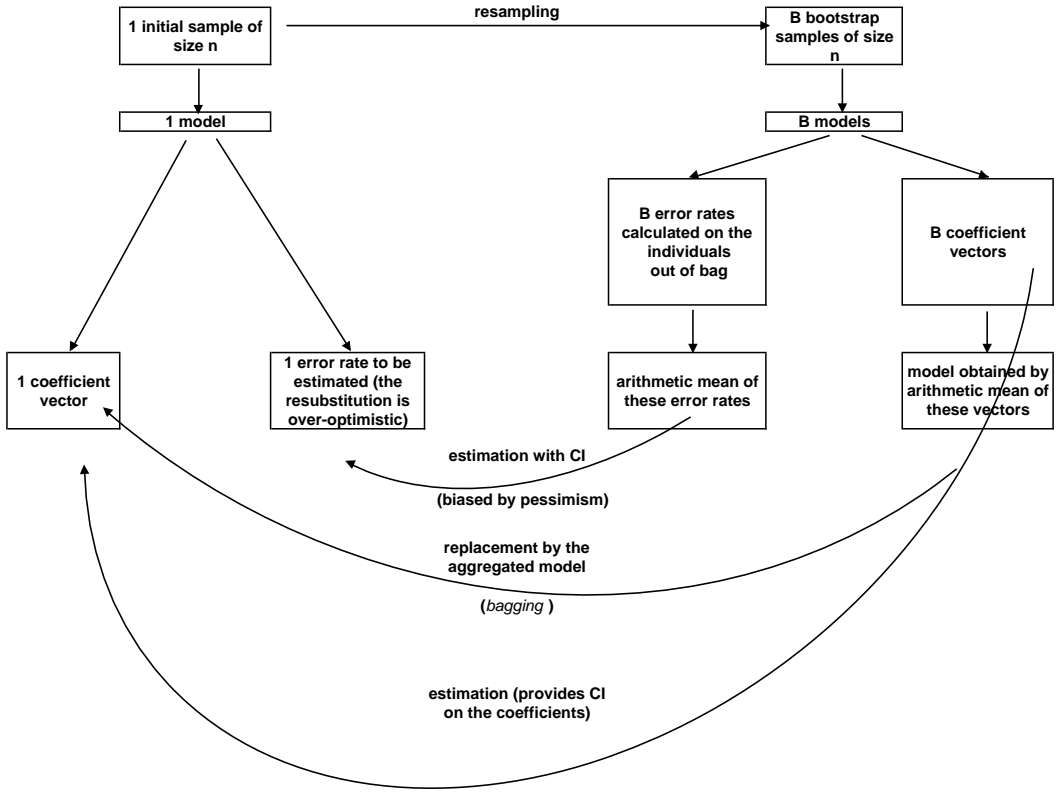 resampling
1 initial sample of
size n
B bootstrap
samples of size
n
1 model
B models
B error rates
calculated on the
individuals
out of bag
B coefficient
vectors
1 coefficient
vector
1 error rate to be
estimated (the
resubstitution is
over-optimistic)
arithmetic mean of
these error rates
model obtained by
arithmetic mean of
these vectors
estimation with CI
(biased by pessimism)
replacement by the
aggregated model
(bagging )
estimation (provides CI
on the coefficients)